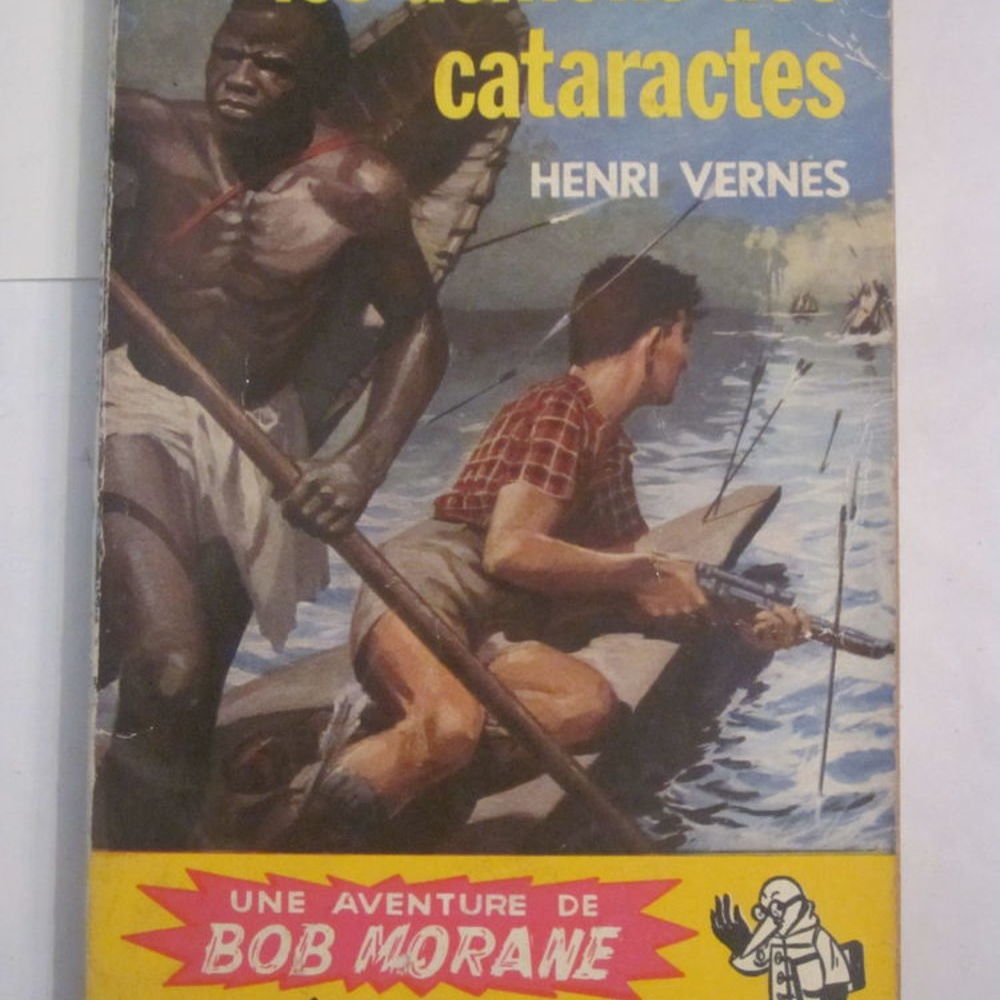 cataractes
HENRI VERNES
UNE AVENTURE DE
BOB MORANE